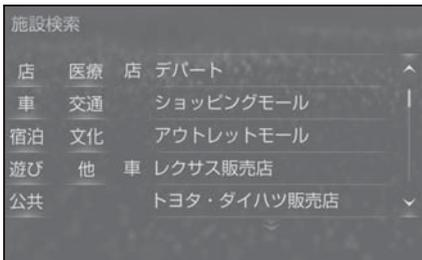 施設検索
店 医療 店 デパート
車 交通 ショッピングモール
宿泊 文化 アウトレットモール
遊び 他 車 レクサス販売店
公共 トヨタ・ダイハツ販売店